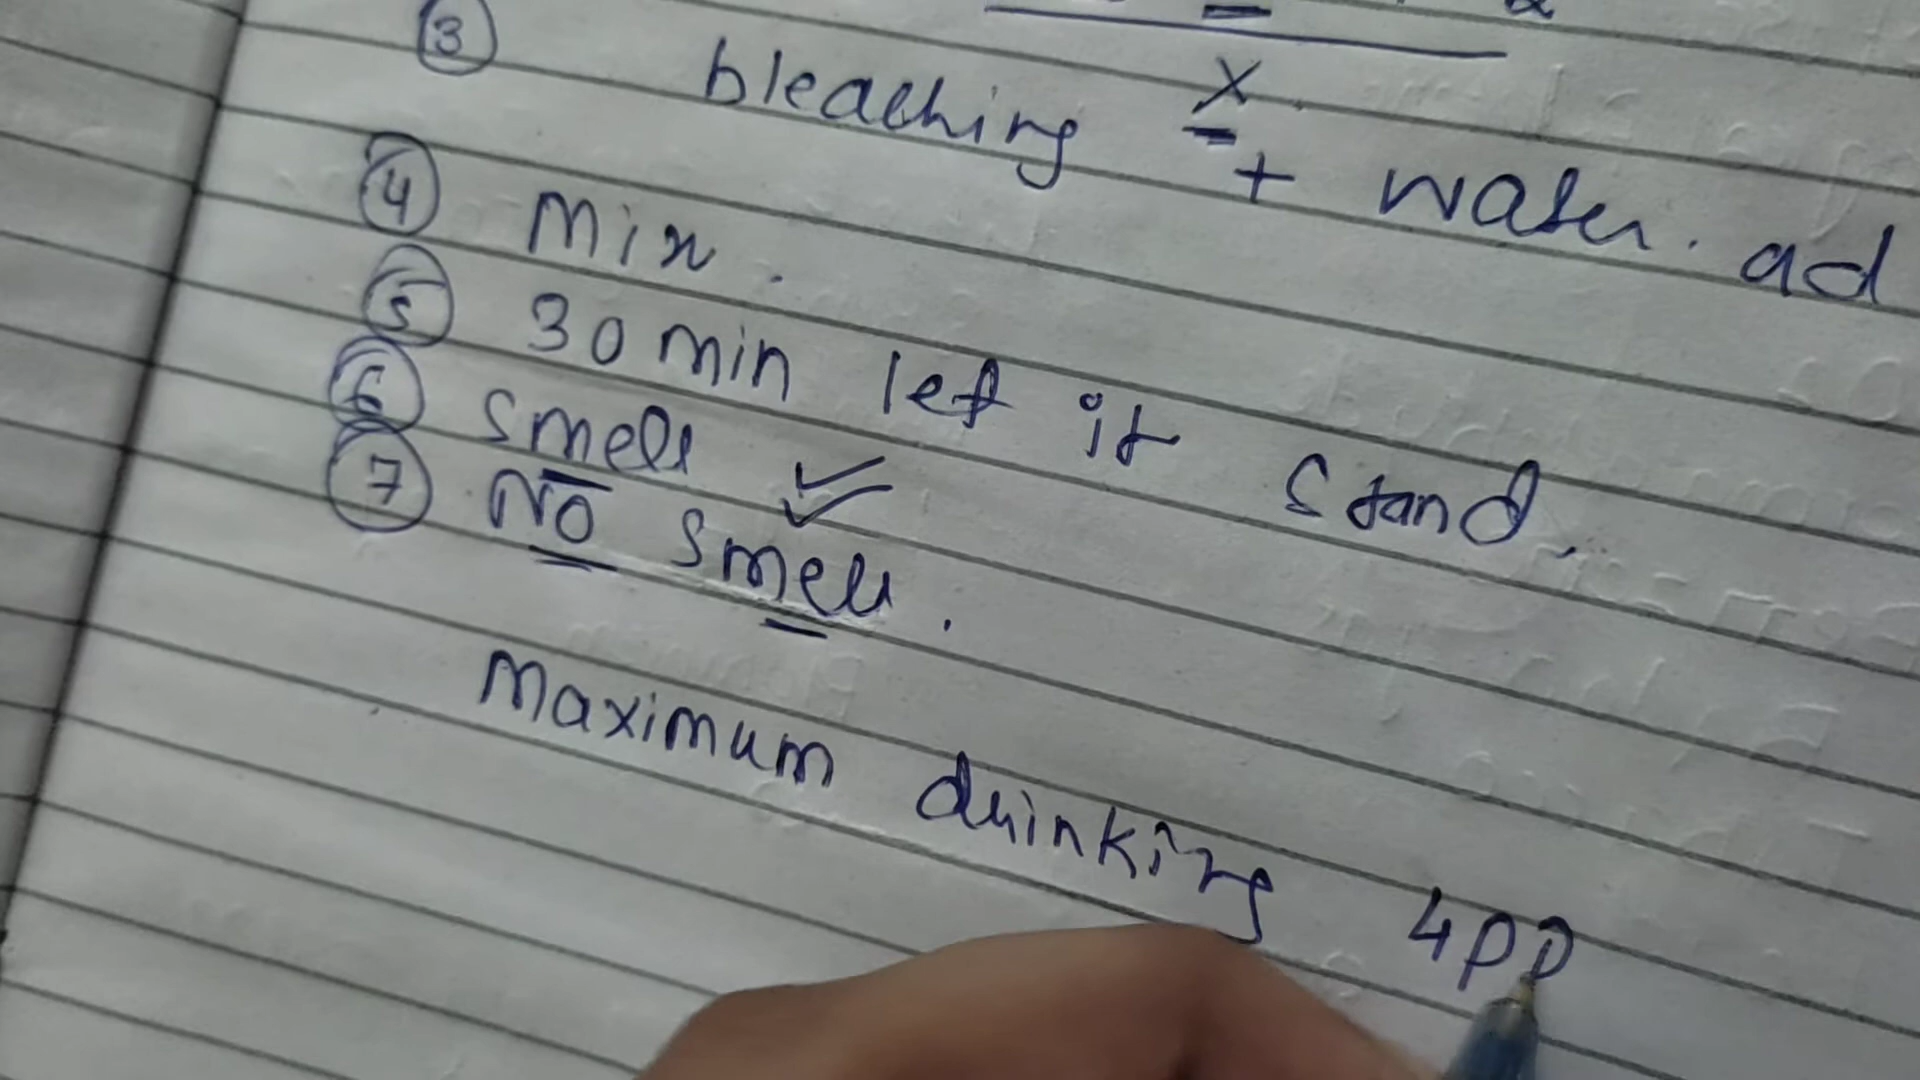 x
③ bleaching + water. ad
④ Mix.
⑤ 30 min let it stand.
⑥ smell
⑦ NO smell.
Maximum drinking 4pp